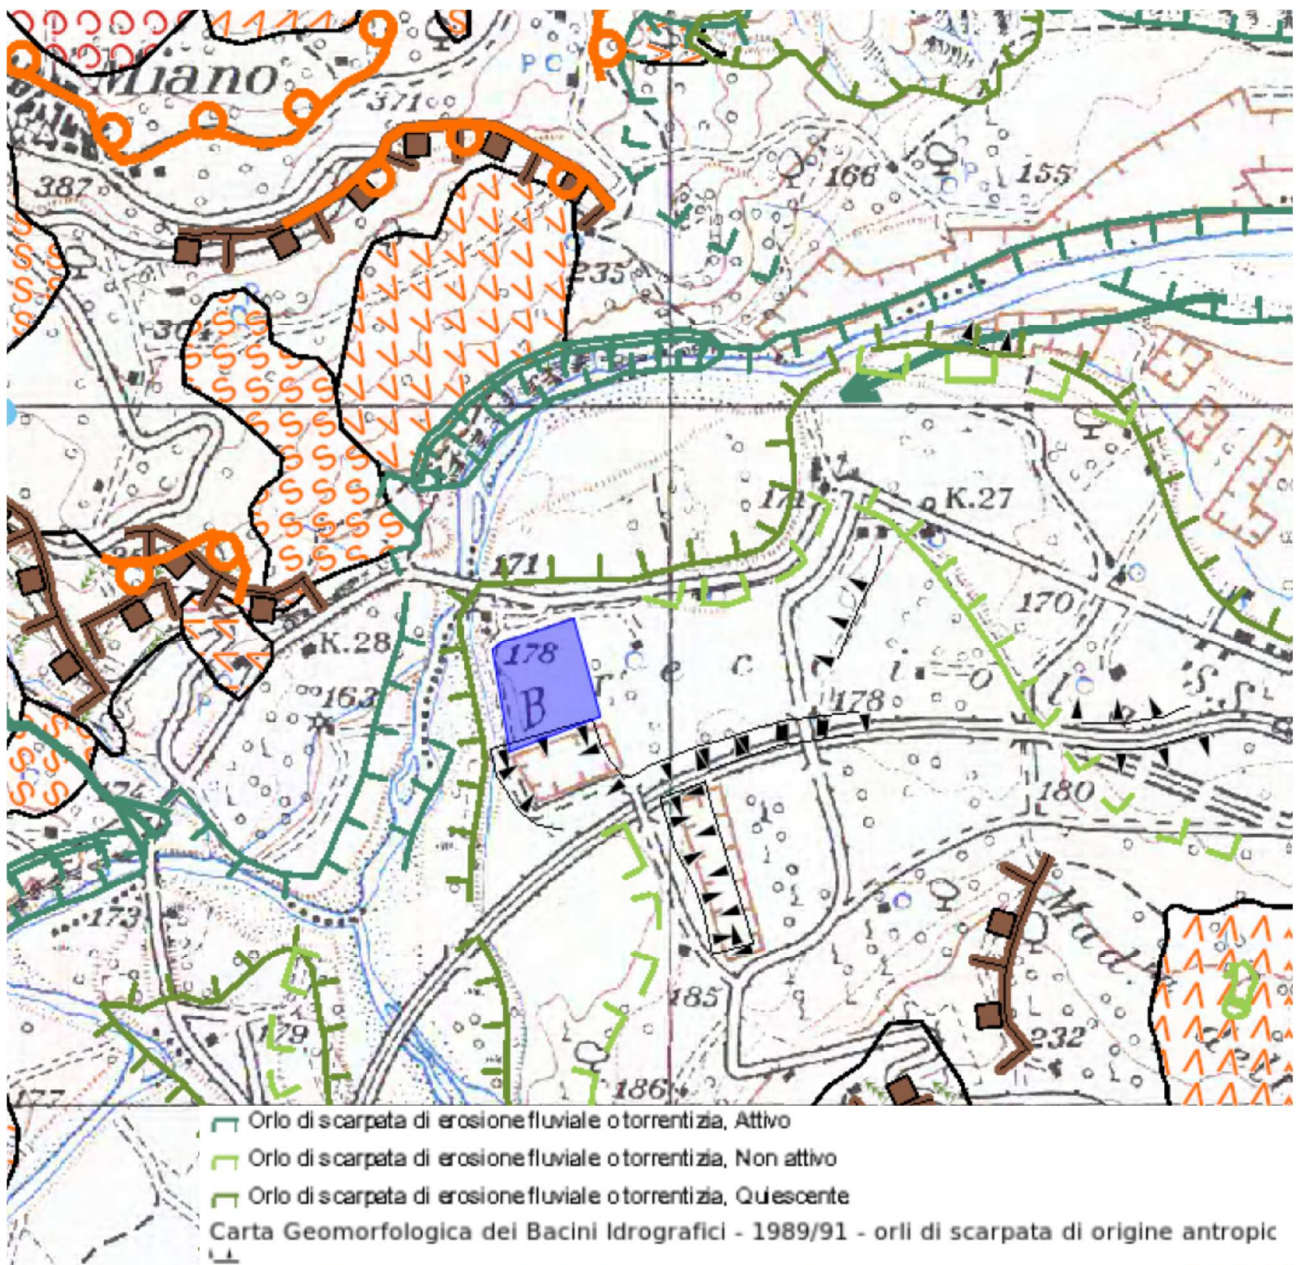 Miano
P C
371
387
166
155
235
364
171
K.27
171
170
178
K.28
B
e C i o
163
178
S S
174
180
173
Mad
185
179
232
186
177
Orlo di scarpata di erosione fluviale o torrentizia, Attivo
Orlo di scarpata di erosione fluviale o torrentizia, Non attivo
Orlo di scarpata di erosione fluviale o torrentizia, Quiescente
Carta Geomorfologica dei Bacini Idrografici - 1989/91 - orli di scarpata di origine antropic